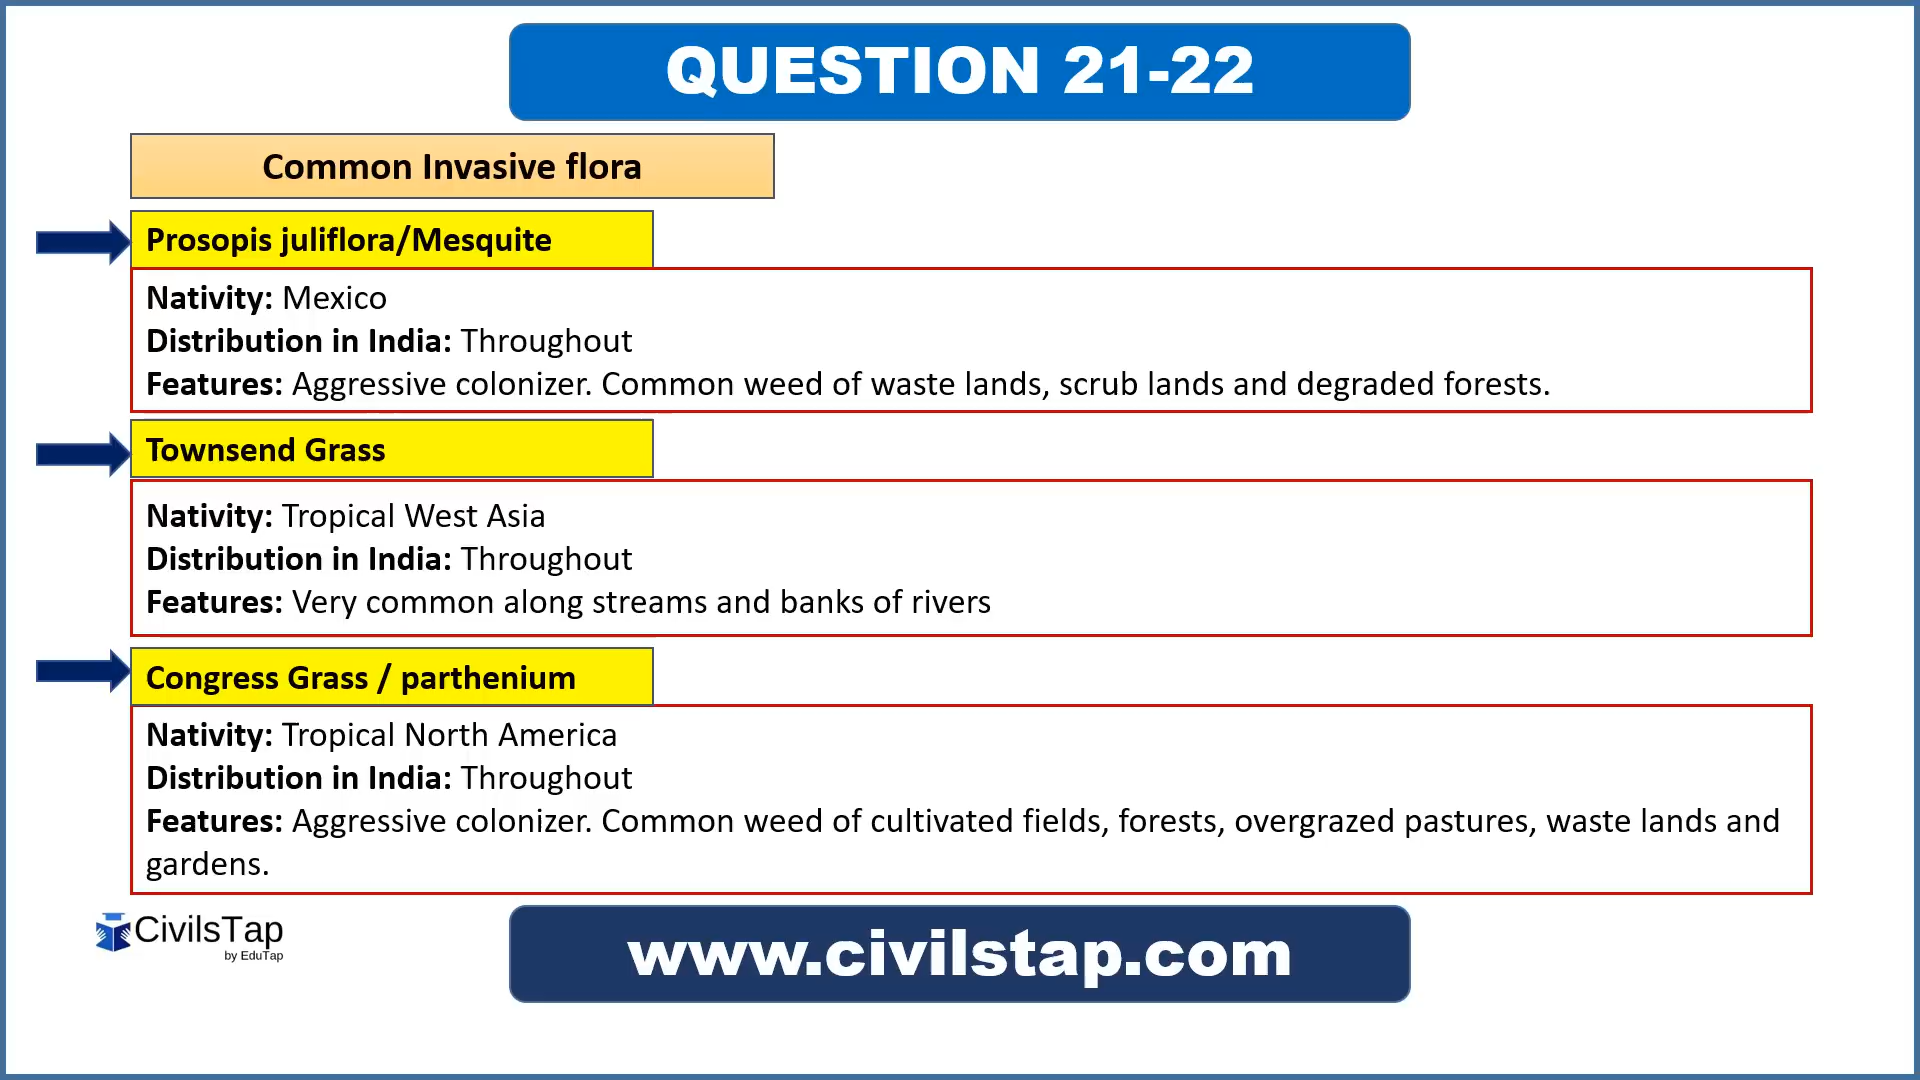 QUESTION 21-22
Common Invasive flora
Prosopis juliflora/Mesquite
Nativity: Mexico
Distribution in India: Throughout
Features: Aggressive colonizer. Common weed of waste lands, scrub lands and degraded forests.
Townsend Grass
Nativity: Tropical West Asia
Distribution in India: Throughout
Features: Very common along streams and banks of rivers
Congress Grass / parthenium
Nativity: Tropical North America
Distribution in India: Throughout
Features: Aggressive colonizer. Common weed of cultivated fields, forests, overgrazed pastures, waste lands and
gardens.
CivilsTap
by EduTap
www.civilstap.com